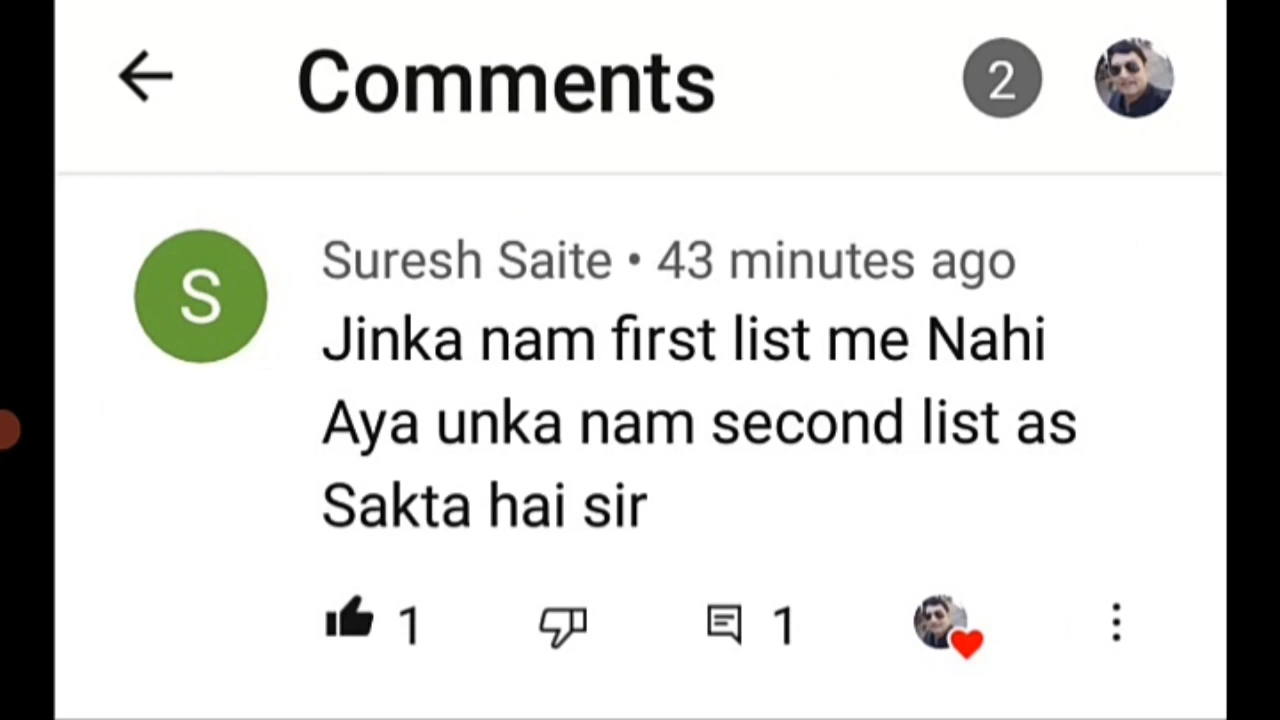 Comments
2
S
Suresh Saite • 43 minutes ago
Jinka nam first list me Nahi
Aya unka nam second list as
Sakta hai sir
1
1